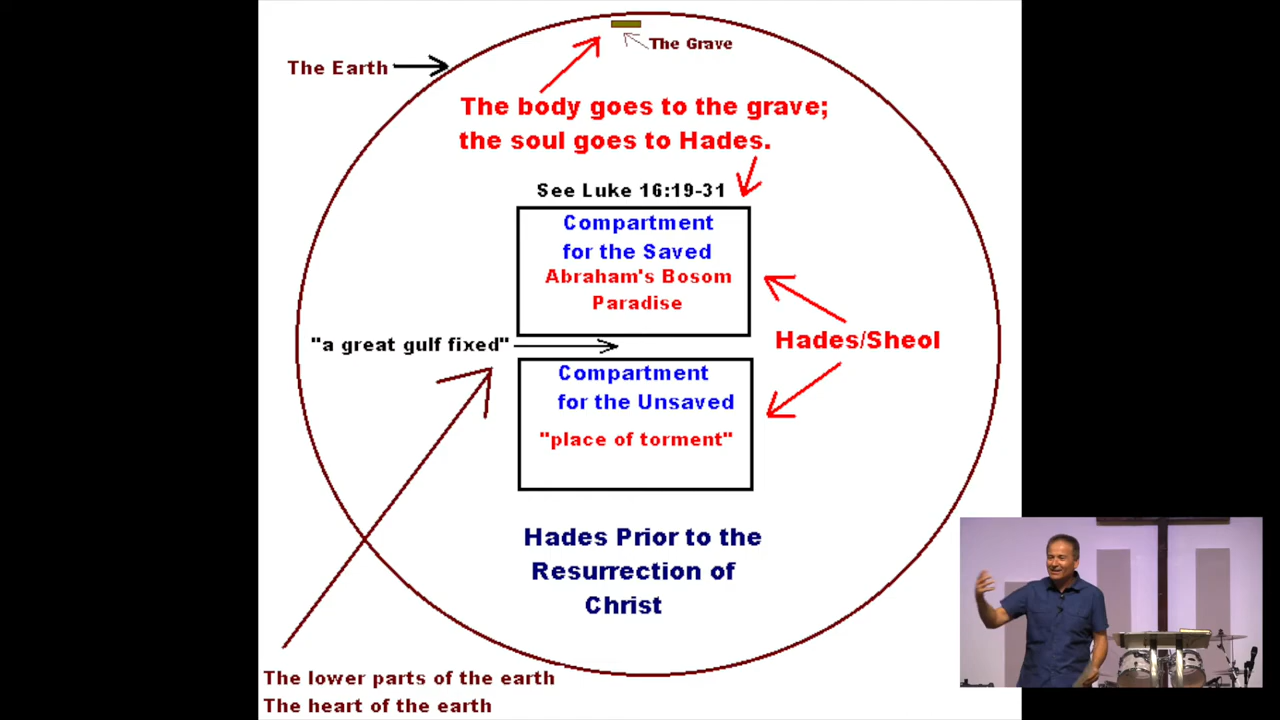 The Grave
The Earth
The body goes to the grave;
the soul goes to Hades.
See Luke 16:19-31
Compartment
for the Saved
Abraham's Bosom
Paradise
"a great gulf fixed"
Hades/Sheol
Compartment
for the Unsaved
"place of torment"
Hades Prior to the
Resurrection of
Christ
The lower parts of the earth
The heart of the earth